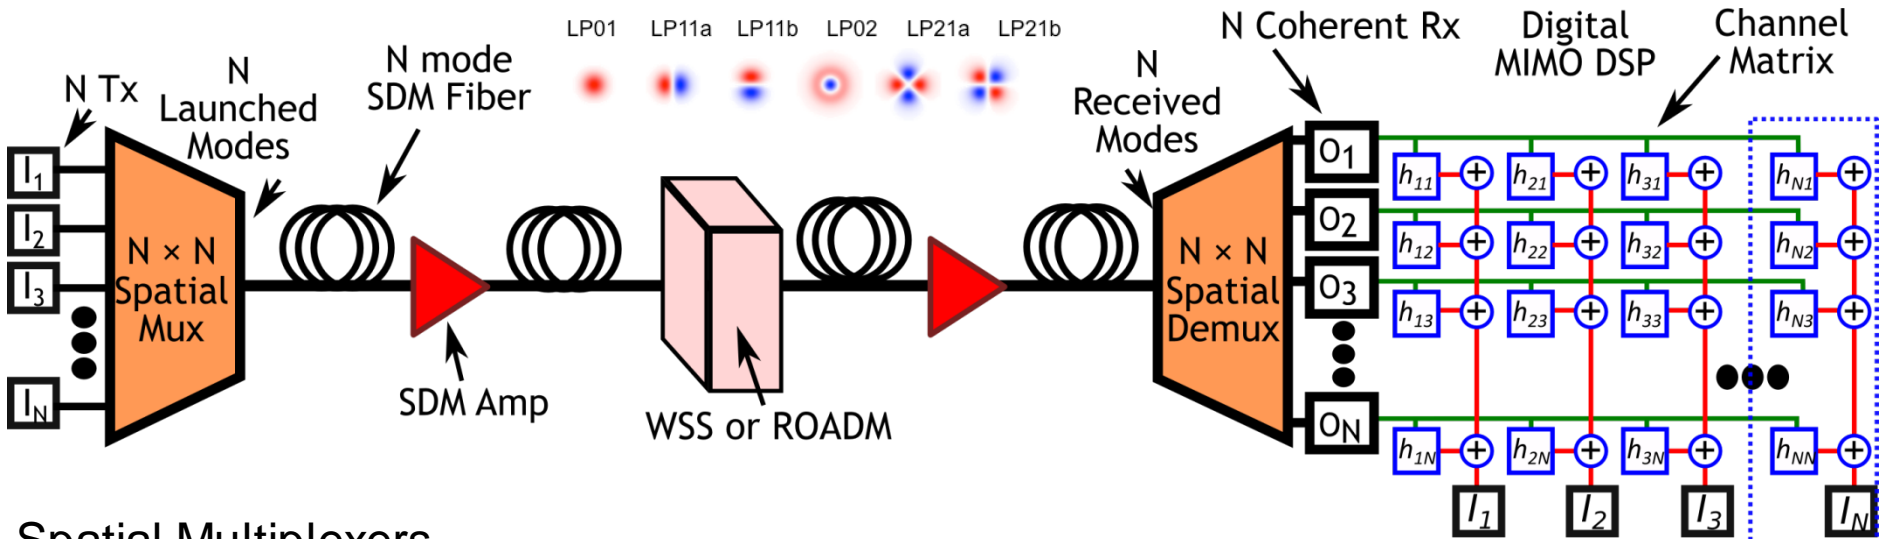 LP01 LP11a LP11b LP02 LP21a LP21b
N Tx
N
Launched
Modes
N mode
SDM Fiber
N
Received
Modes
N Coherent Rx
Digital
MIMO DSP
Channel
Matrix
I1
I2
I3
IN
N × N
Spatial
Mux
SDM Amp
WSS or ROADM
N × N
Spatial
Demux
O1
O2
O3
ON
h11 + h21 + h31 + hN1 +
h12 + h22 + h32 + hN2 +
h13 + h23 + h33 + hN3 +
h1N + h2N + h3N + hNN +
I1 I2 I3 IN
Spatial Multiplexers